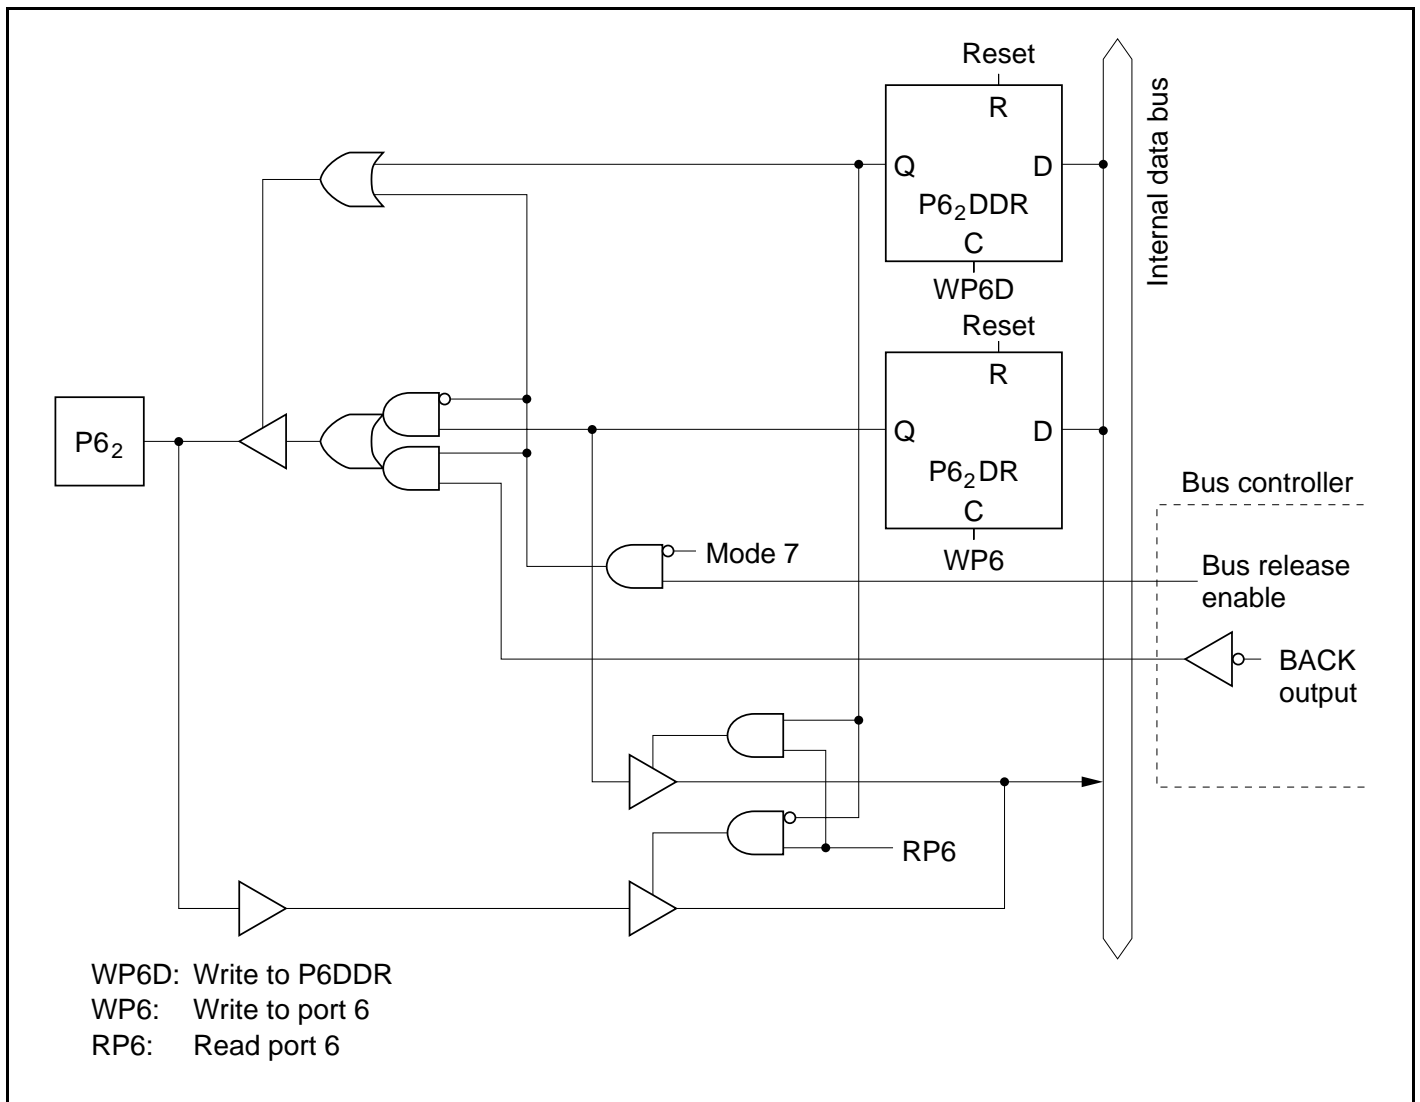 Reset
R
Q
D
P6₂DDR
C
WP6D
Internal data bus
Reset
R
P6₂
Q
D
P6₂DR
C
WP6
Bus controller
Mode 7
Bus release
enable
BACK
output
RP6
WP6D: Write to P6DDR
WP6: Write to port 6
RP6: Read port 6